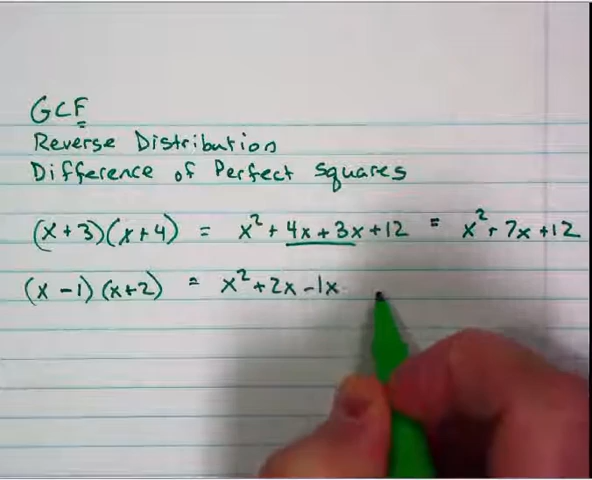 GCF
Reverse Distribution
Difference of Perfect Squares
(x+3)(x+4) = x² + 4x + 3x + 12 = x² + 7x + 12
(x - 1)(x+2) = x² + 2x - 1x